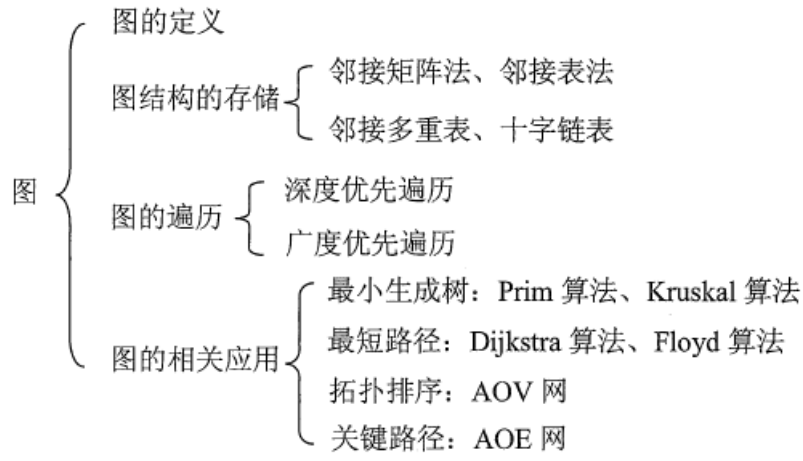 图
图的定义
图结构的存储
邻接矩阵法、邻接表法
邻接多重表、十字链表
图的遍历
深度优先遍历
广度优先遍历
图的相关应用
最小生成树：Prim 算法、Kruskal 算法
最短路径：Dijkstra 算法、Floyd 算法
拓扑排序：AOV 网
关键路径：AOE 网